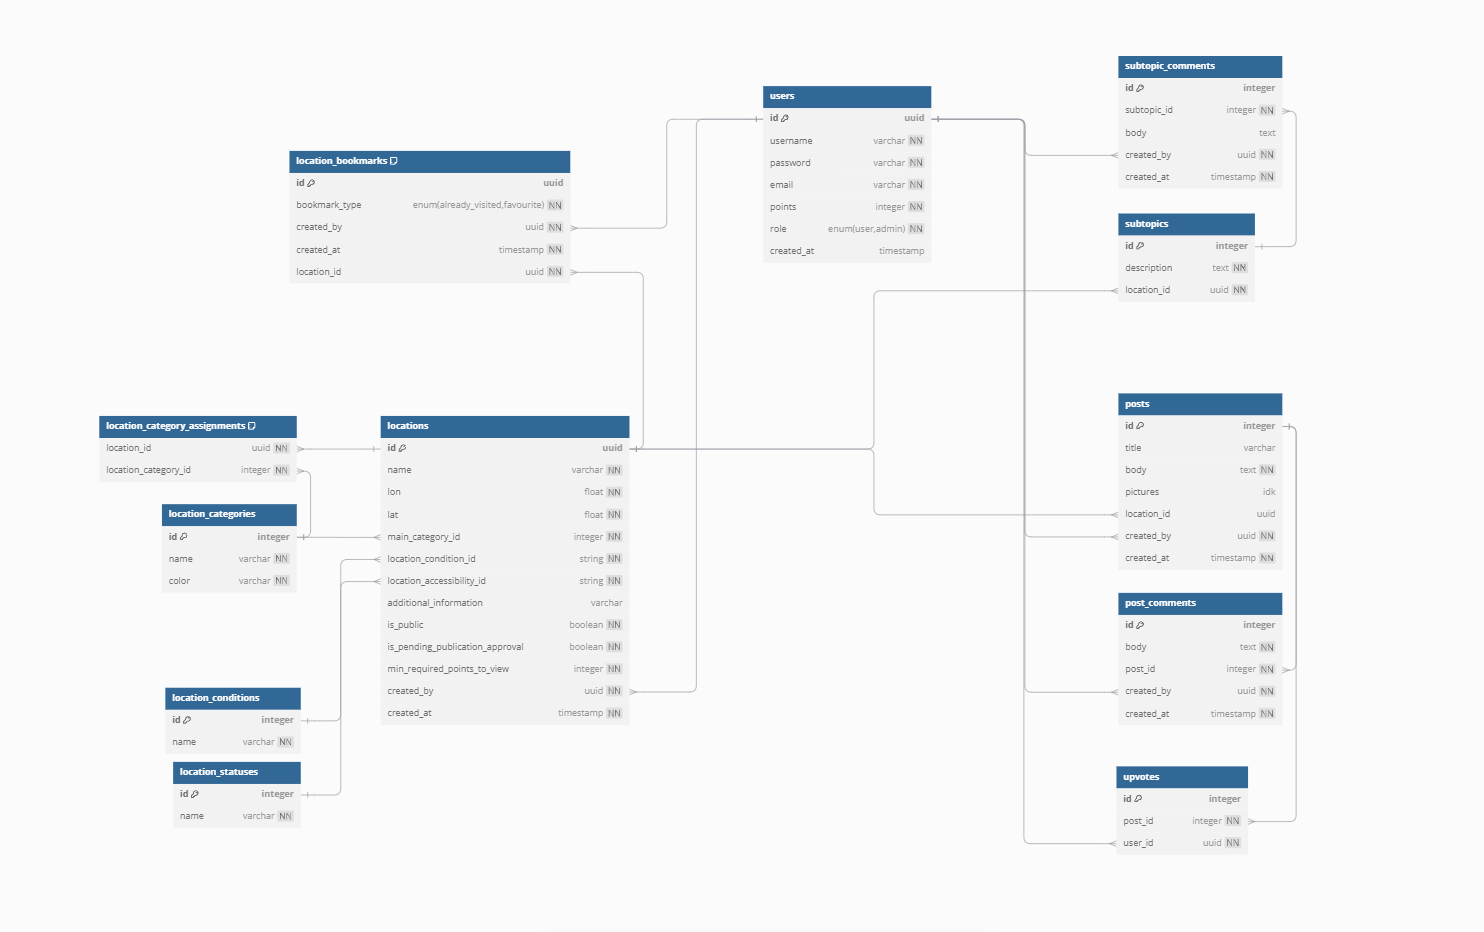 location_bookmarks
id uuid
bookmark_type enum(already_visited,favourite) NN
created_by uuid NN
created_at timestamp NN
location_id uuid NN
users
id uuid
username varchar NN
password varchar NN
email varchar NN
points integer NN
role enum(user,admin) NN
created_at timestamp
subtopic_comments
id integer
subtopic_id integer NN
body text
created_by uuid NN
created_at timestamp NN
subtopics
id integer
description text NN
location_id uuid NN
location_category_assignments
location_id uuid NN
location_category_id integer NN
location_categories
id integer
name varchar NN
color varchar NN
locations
id uuid
name varchar NN
lon float NN
lat float NN
main_category_id integer NN
location_condition_id string NN
location_accessibility_id string NN
additional_information varchar
is_public boolean NN
is_pending_publication_approval boolean NN
min_required_points_to_view integer NN
created_by uuid NN
created_at timestamp NN
location_conditions
id integer
name varchar NN
location_statuses
id integer
name varchar NN
posts
id integer
title varchar
body text NN
pictures idk
location_id uuid
created_by uuid NN
created_at timestamp NN
post_comments
id integer
body text NN
post_id integer NN
created_by uuid NN
created_at timestamp NN
upvotes
id integer
post_id integer NN
user_id uuid NN